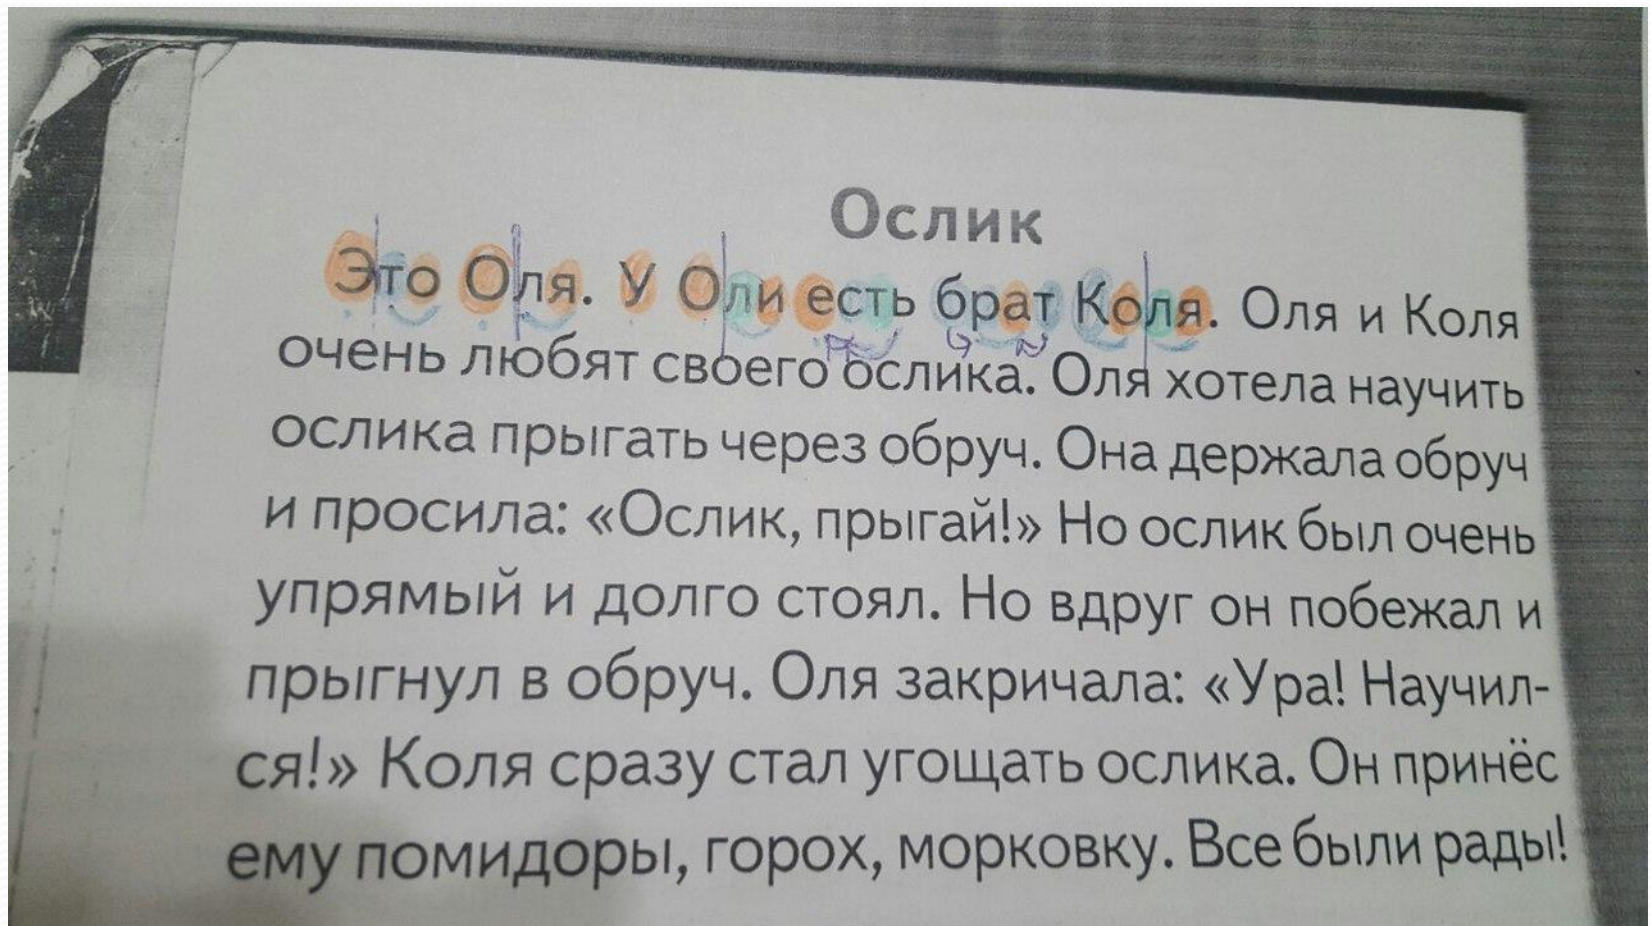 Ослик
Это Оля. У Оли есть брат Коля. Оля и Коля
очень любят своего ослика. Оля хотела научить
ослика прыгать через обруч. Она держала обруч
и просила: «Ослик, прыгай!» Но ослик был очень
упрямый и долго стоял. Но вдруг он побежал и
прыгнул в обруч. Оля закричала: «Ура! Научил-
ся!» Коля сразу стал угощать ослика. Он принёс
ему помидоры, горох, морковку. Все были рады!